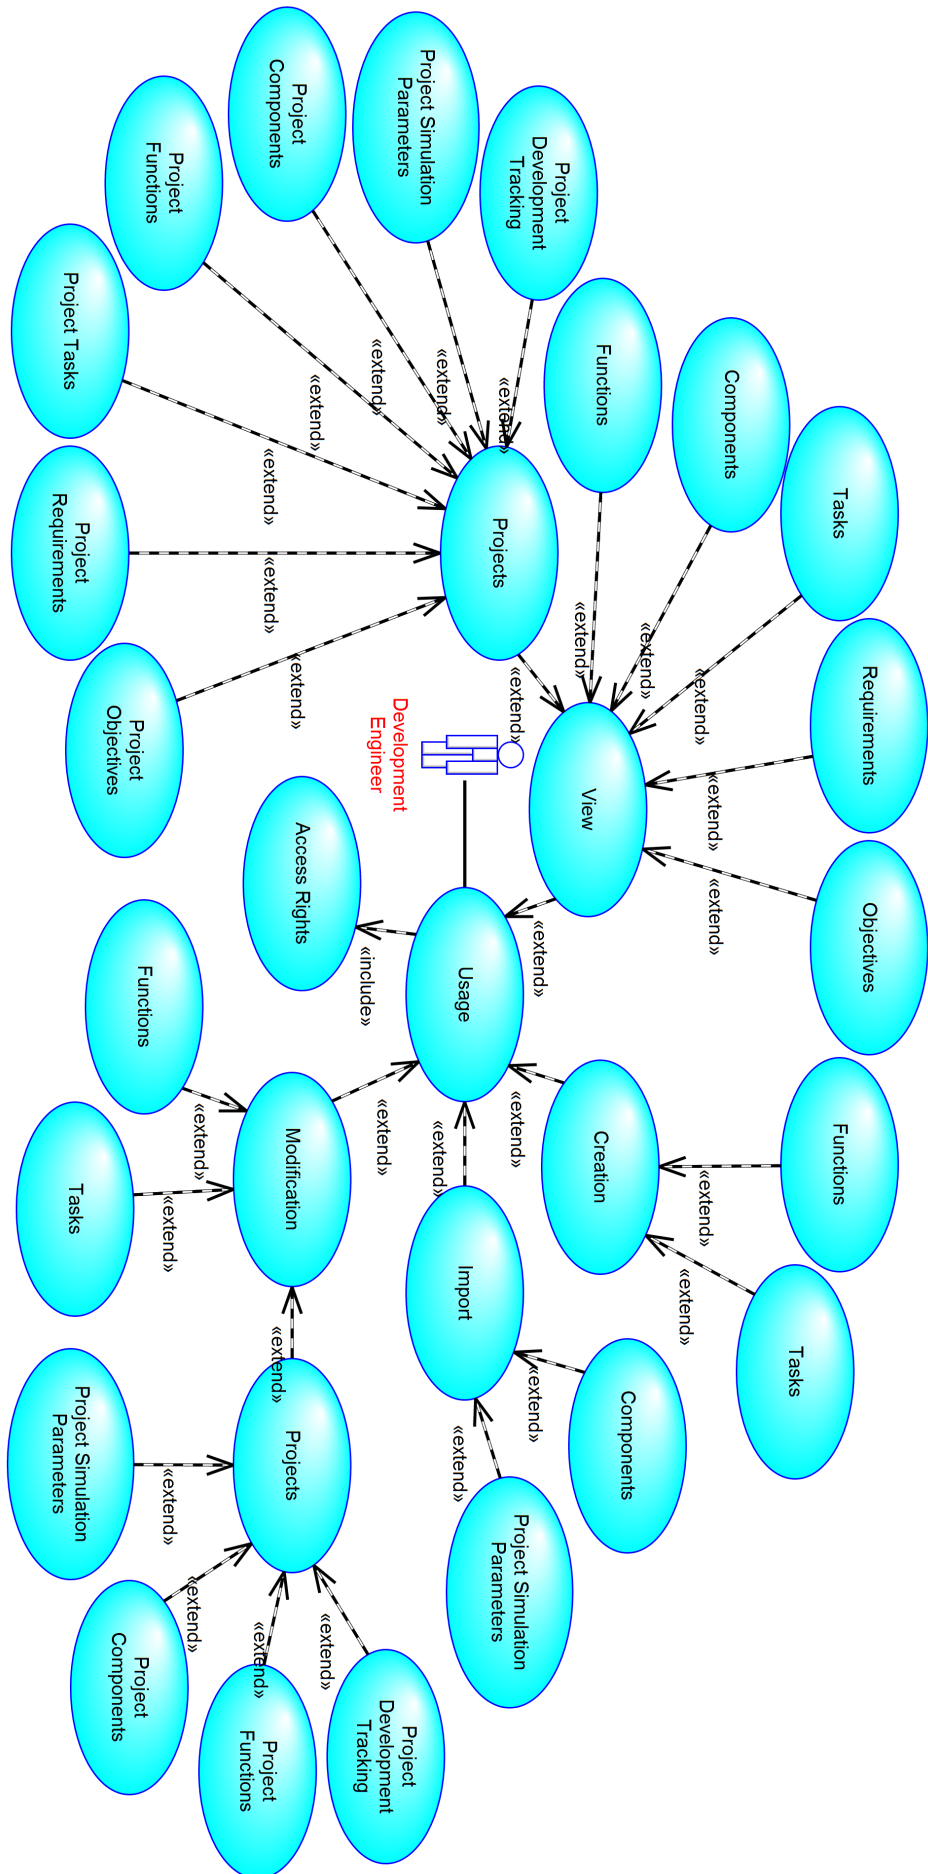 Requirements
Objectives
Tasks
Functions
Tasks
Components
«extend»
«extend»
«extend»
«extend»
«extend»
«extend»
Components
Functions
Creation
View
«extend»
Project
Development
Tracking
«extend»
«extend»
«extend»
«extend»
Project Simulation
Parameters
«extend»
Projects
Usage
Import
«extend»
«extend»
«extend»
Project Simulation
Parameters
Development
Engineer
Project
Development
Tracking
«extend»
«extend»
«include»
«extend»
«extend»
Access Rights
«extend»
Modification
Projects
Project
Components
«extend»
«extend»
«extend»
«extend»
Project
Functions
«extend»
«extend»
«extend»
«extend»
Project
Functions
Functions
Project
Objectives
Project
Components
Project Tasks
Project
Requirements
Tasks
Project Simulation
Parameters